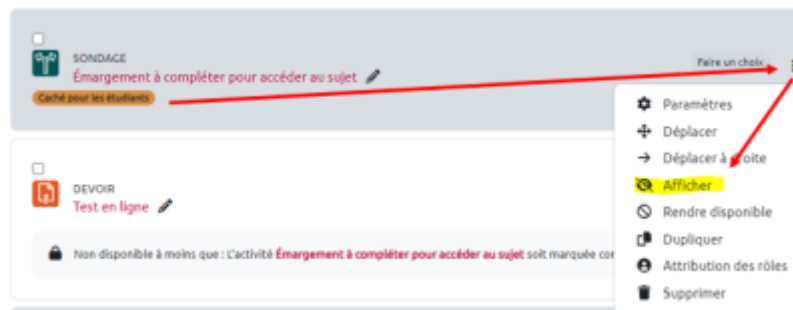 SONDAGE
Émargement à compléter pour accéder au sujet
Faire un choix
Caché pour les étudiants
Paramètres
Déplacer
Déplacer à droite
Afficher
Rendre disponible
Dupliquer
Attribution des rôles
Supprimer
DEVOIR
Test en ligne
Non disponible à moins que : L'activité Émargement à compléter pour accéder au sujet soit marquée